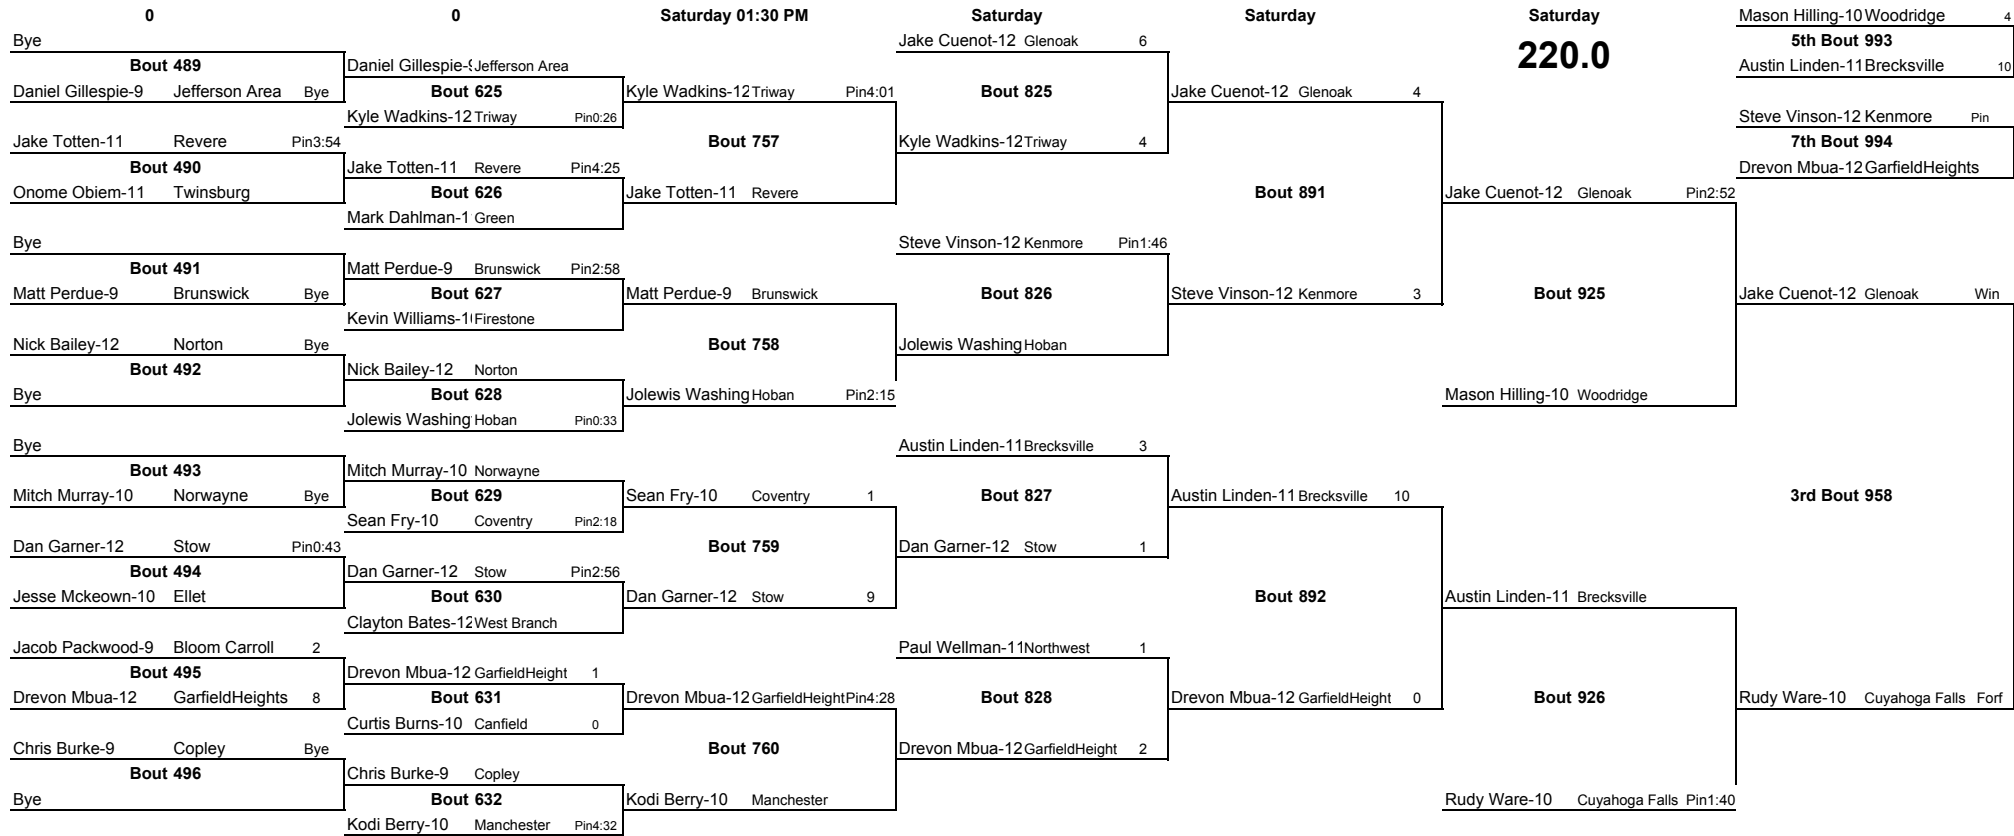 0 0 Saturday 01:30 PM Saturday Saturday Saturday
220.0
Bye
Bout 489
Daniel Gillespie-9 Jefferson Area Bye
Jake Totten-11 Revere Pin3:54
Bout 490
Onome Obiem-11 Twinsburg
Bye
Bout 491
Matt Perdue-9 Brunswick Bye
Nick Bailey-12 Norton Bye
Bout 492
Bye
Bye
Bout 493
Mitch Murray-10 Norwayne Bye
Dan Garner-12 Stow Pin0:43
Bout 494
Jesse Mckeown-10 Ellet
Jacob Packwood-9 Bloom Carroll 2
Bout 495
Drevon Mbua-12 GarfieldHeights 8
Chris Burke-9 Copley Bye
Bout 496
Bye
Daniel Gillespie-9 Jefferson Area
Bout 625
Kyle Wadkins-12 Triway Pin0:26
Jake Totten-11 Revere Pin4:25
Bout 626
Mark Dahlman-1 Green
Matt Perdue-9 Brunswick Pin2:58
Bout 627
Kevin Williams-1 Firestone
Nick Bailey-12 Norton
Bout 628
Jolewis Washing Hoban Pin0:33
Mitch Murray-10 Norwayne
Bout 629
Sean Fry-10 Coventry Pin2:18
Dan Garner-12 Stow Pin2:56
Bout 630
Clayton Bates-12 West Branch
Drevon Mbua-12 GarfieldHeight 1
Bout 631
Curtis Burns-10 Canfield 0
Chris Burke-9 Copley
Bout 632
Kodi Berry-10 Manchester Pin4:32
Kyle Wadkins-12 Triway Pin4:01
Bout 757
Jake Totten-11 Revere
Matt Perdue-9 Brunswick
Bout 758
Jolewis Washing Hoban Pin2:15
Sean Fry-10 Coventry 1
Bout 759
Dan Garner-12 Stow 9
Drevon Mbua-12 GarfieldHeight Pin4:28
Bout 760
Kodi Berry-10 Manchester
Jake Cuenot-12 Glenoak 6
Bout 825
Kyle Wadkins-12 Triway 4
Steve Vinson-12 Kenmore Pin1:46
Bout 826
Jolewis Washing Hoban
Austin Linden-11 Brecksville 3
Bout 827
Dan Garner-12 Stow 1
Paul Wellman-11 Northwest 1
Bout 828
Drevon Mbua-12 GarfieldHeight 2
Jake Cuenot-12 Glenoak 4
Bout 891
Steve Vinson-12 Kenmore 3
Austin Linden-11 Brecksville 10
Bout 892
Drevon Mbua-12 GarfieldHeight 0
Jake Cuenot-12 Glenoak Pin2:52
Bout 925
Mason Hilling-10 Woodridge
Austin Linden-11 Brecksville
Bout 926
Rudy Ware-10 Cuyahoga Falls Pin1:40
Mason Hilling-10 Woodridge 4
5th Bout 993
Austin Linden-11 Brecksville 10
Steve Vinson-12 Kenmore Pin
7th Bout 994
Drevon Mbua-12 GarfieldHeights
Jake Cuenot-12 Glenoak Win
3rd Bout 958
Rudy Ware-10 Cuyahoga Falls Forf